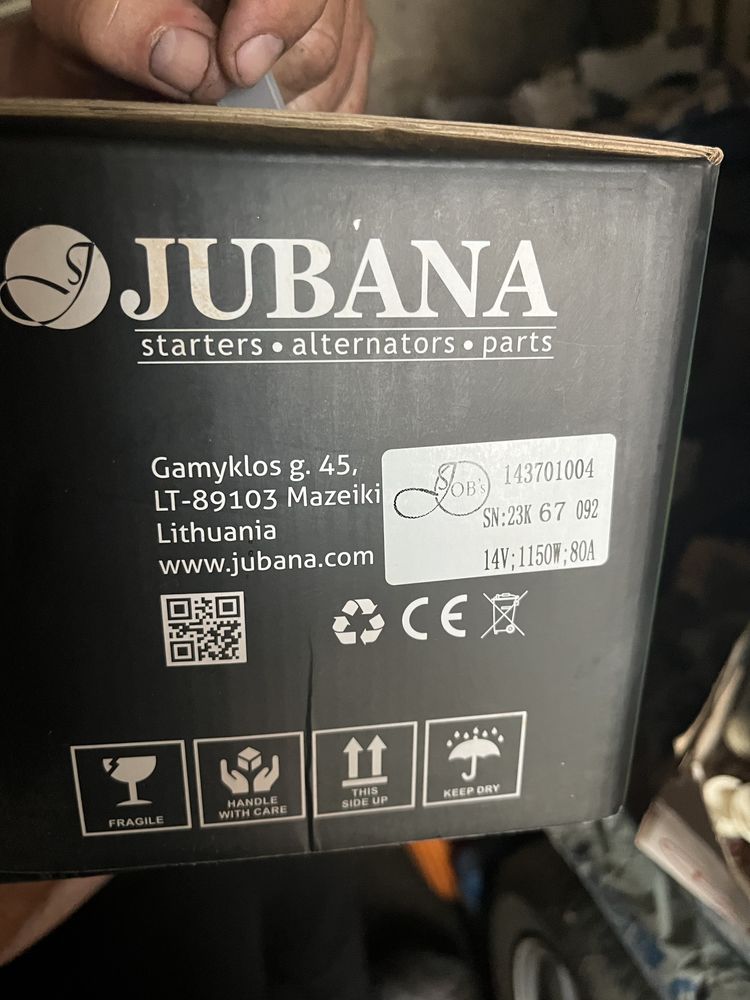 JUBANA
starters • alternators • parts
Gamyklos g. 45,
LT-89103 Mazeiki
Lithuania
www.jubana.com
JOB's
143701004
SN:23K 67 092
14V;1150W;80A
CE
FRAGILE
HANDLE
WITH CARE
THIS
SIDE UP
KEEP DRY